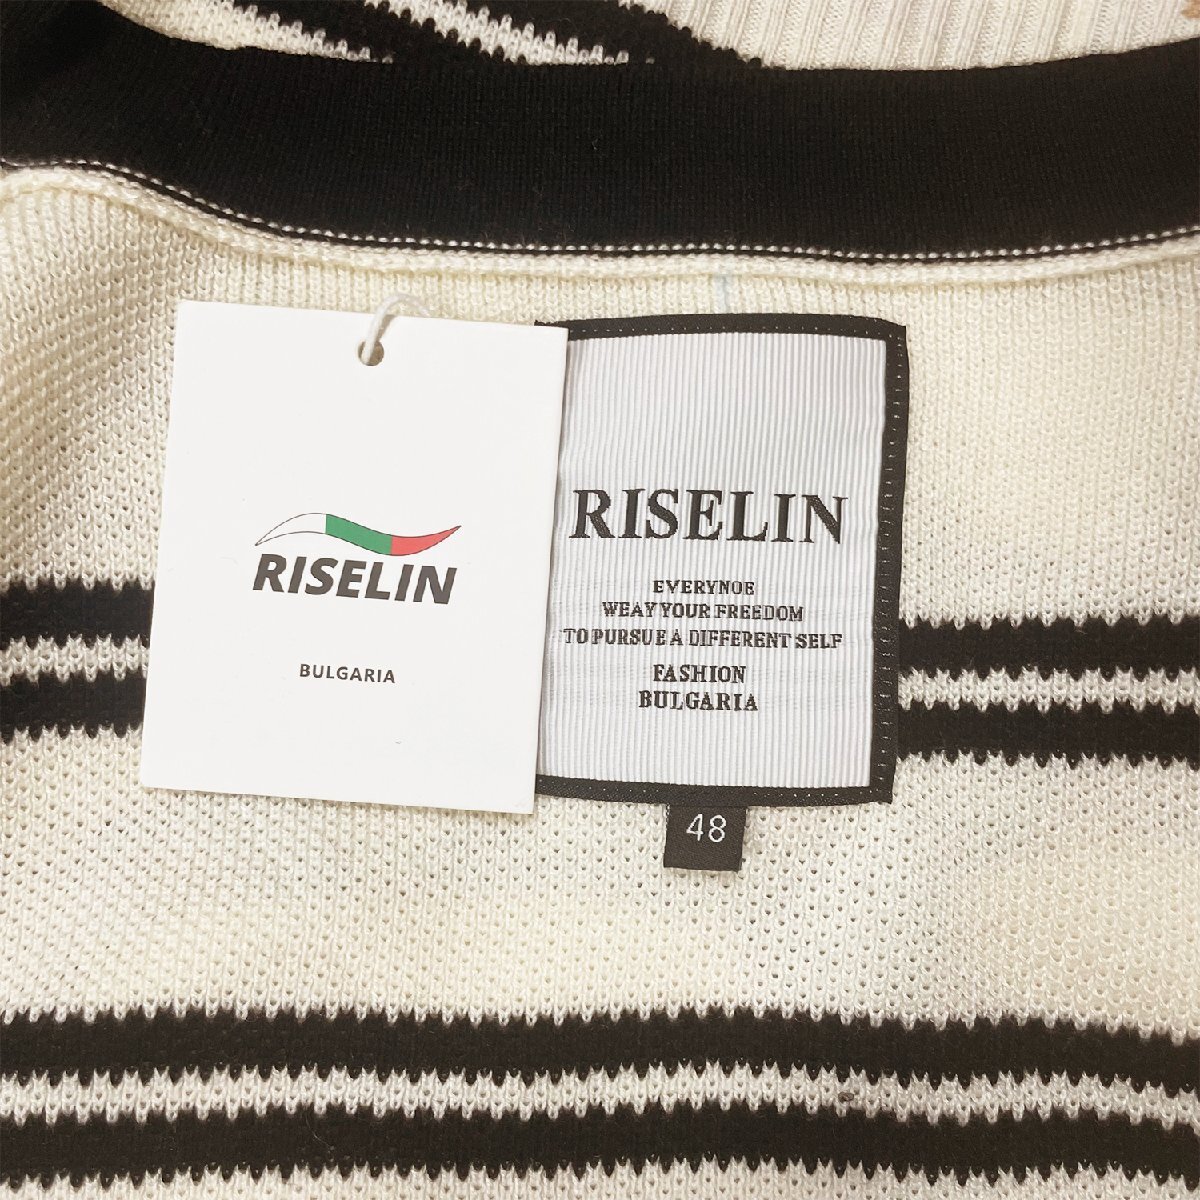 RISELIN
BULGARIA
RISELIN
EVERYNOE
WEAY YOUR FREEDOM
TO PURSUE A DIFFERENT SELF
FASHION
BULGARIA
48